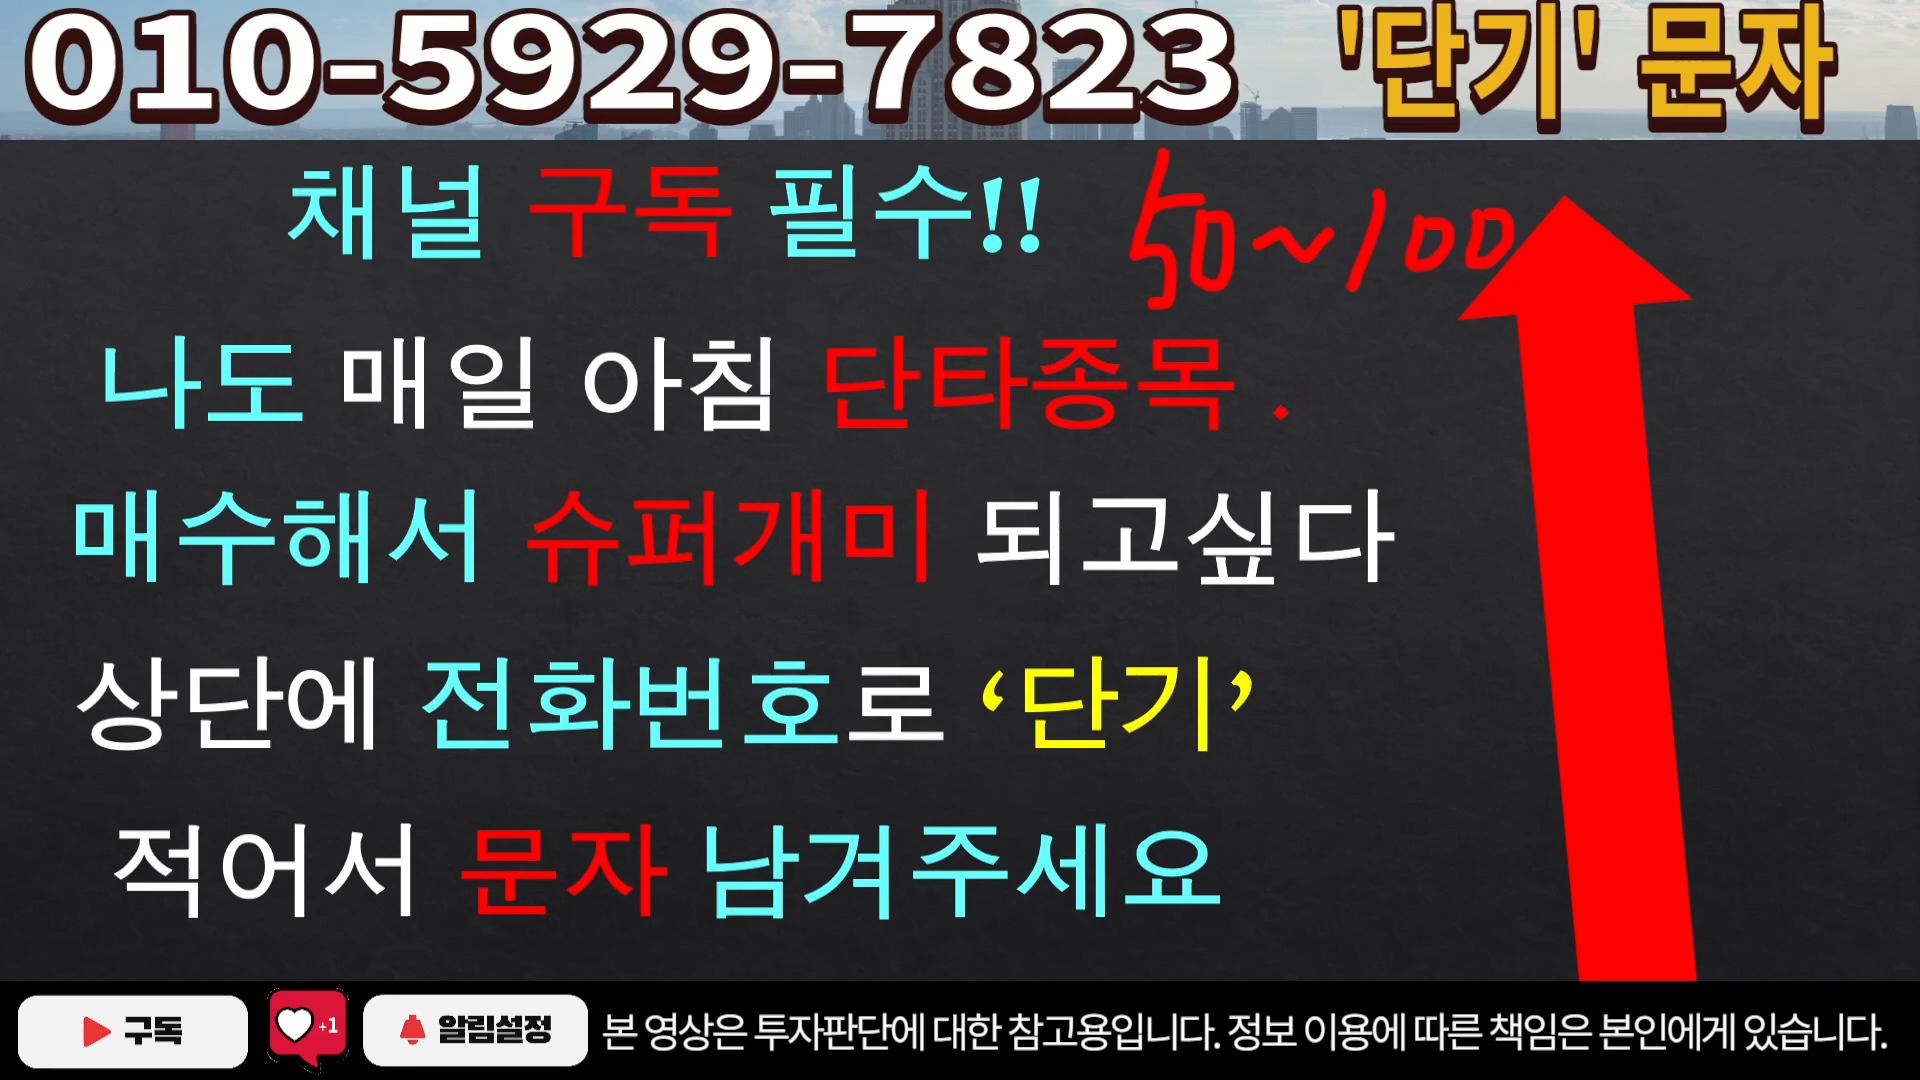 010-5929-7823 '단기' 문자
채널 구독 필수!! 50~100
나도 매일 아침 단타종목.
매수해서 슈퍼개미 되고싶다
상단에 전화번호로 ‘단기’
적어서 문자 남겨주세요
구독 +1 알림설정 본 영상은 투자판단에 대한 참고용입니다. 정보 이용에 따른 책임은 본인에게 있습니다.